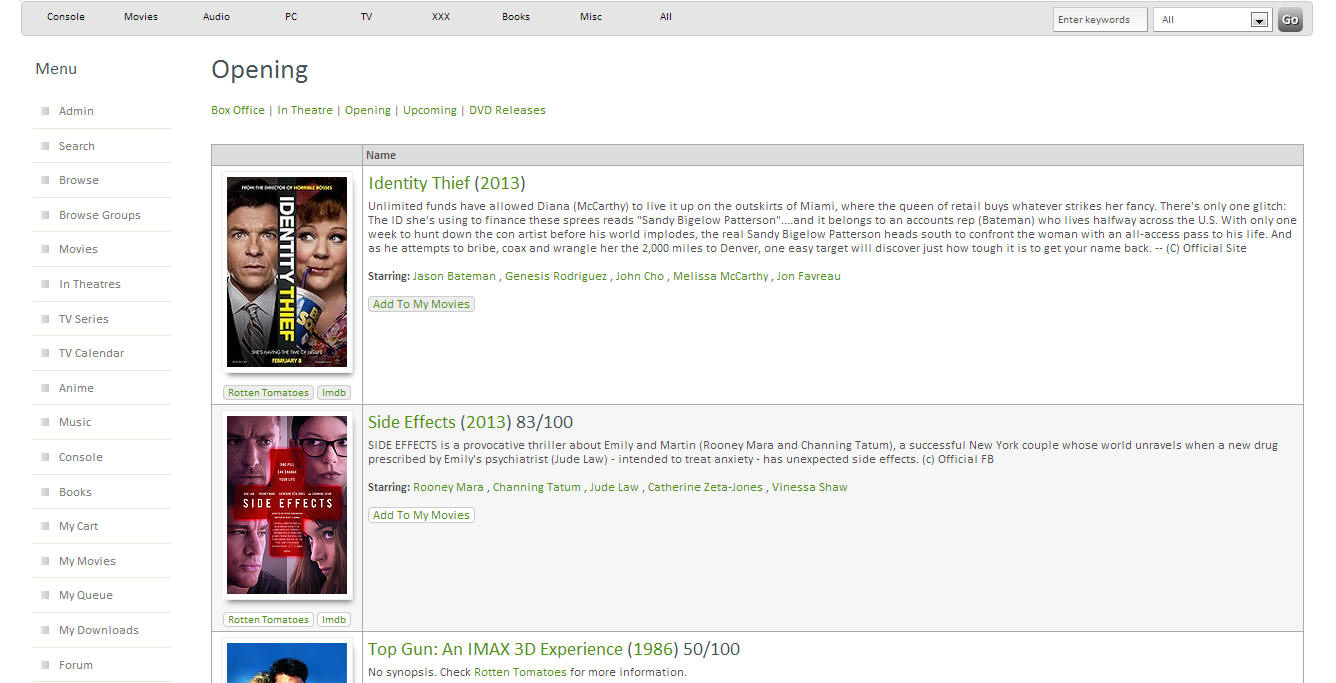 Console Movies Audio PC TV XXX Books Misc All Enter keywords All Go
Menu
Admin
Search
Browse
Browse Groups
Movies
In Theatres
TV Series
TV Calendar
Anime
Music
Console
Books
My Cart
My Movies
My Queue
My Downloads
Forum
Opening
Box Office | In Theatre | Opening | Upcoming | DVD Releases
Name
FROM THE DIRECTOR OF HORRIBLE BOSSES
IDENTITY THIEF
SHE'S HAVING THE TIME OF HIS LIFE
FEBRUARY 8
Rotten Tomatoes Imdb
Identity Thief (2013)
Unlimited funds have allowed Diana (McCarthy) to live it up on the outskirts of Miami, where the queen of retail buys whatever strikes her fancy. There's only one glitch:
The ID she's using to finance these sprees reads "Sandy Bigelow Patterson"....and it belongs to an accounts rep (Bateman) who lives halfway across the U.S. With only one
week to hunt down the con artist before his world implodes, the real Sandy Bigelow Patterson heads south to confront the woman with an all-access pass to his life. And
as he attempts to bribe, coax and wrangle her the 2,000 miles to Denver, one easy target will discover just how tough it is to get your name back. -- (C) Official Site
Starring: Jason Bateman , Genesis Rodriguez , John Cho , Melissa McCarthy , Jon Favreau
Add To My Movies
ONE PILL
CAN CHANGE
YOUR LIFE
SIDE EFFECTS
Rotten Tomatoes Imdb
Side Effects (2013) 83/100
SIDE EFFECTS is a provocative thriller about Emily and Martin (Rooney Mara and Channing Tatum), a successful New York couple whose world unravels when a new drug
prescribed by Emily's psychiatrist (Jude Law) - intended to treat anxiety - has unexpected side effects. (c) Official FB
Starring: Rooney Mara , Channing Tatum , Jude Law , Catherine Zeta-Jones , Vinessa Shaw
Add To My Movies
Top Gun: An IMAX 3D Experience (1986) 50/100
No synopsis. Check Rotten Tomatoes for more information.